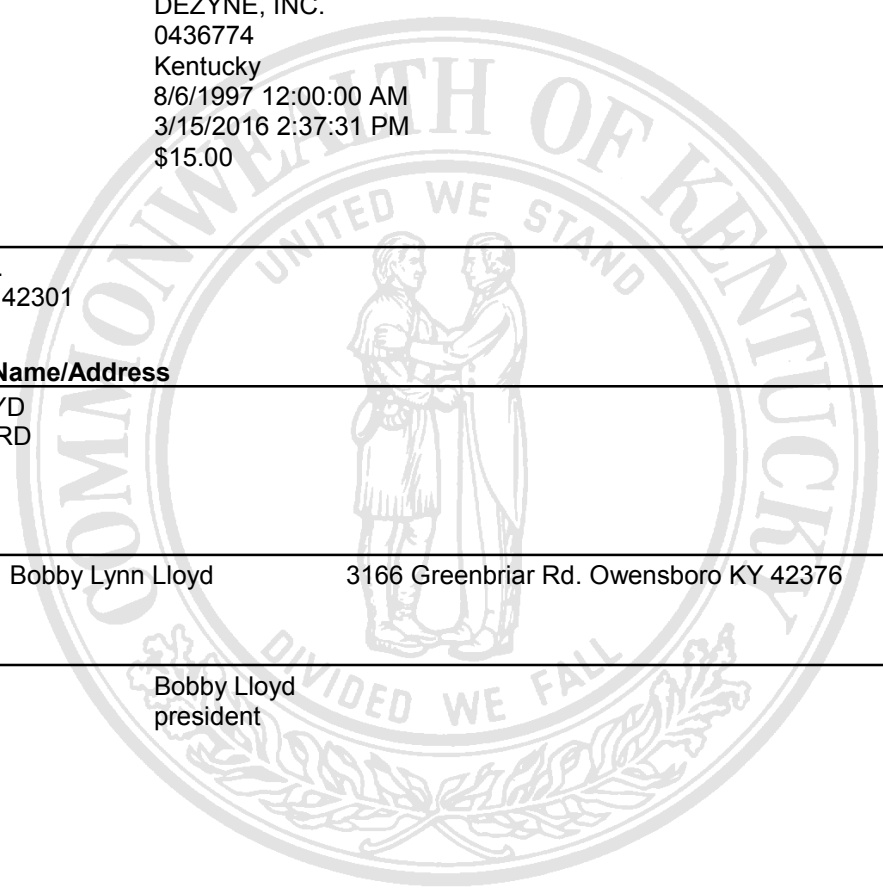 DEZYNE, INC.
0436774
Kentucky
8/6/1997 12:00:00 AM
3/15/2016 2:37:31 PM
$15.00
42301
Name/Address
YD
RD
Bobby Lynn Lloyd 3166 Greenbriar Rd. Owensboro KY 42376
Bobby Lloyd
president
COMMONWEALTH OF KENTUCKY
UNITED WE STAND
DIVIDED WE FALL